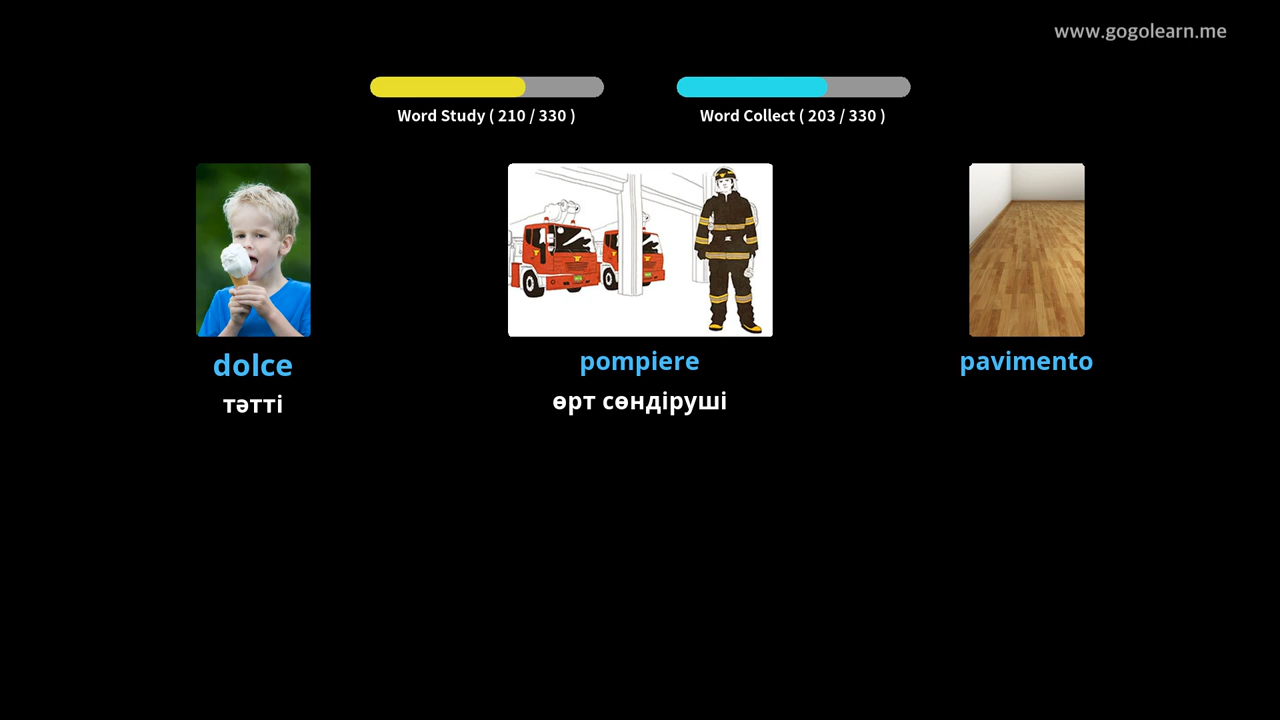 www.gogolearn.me
Word Study ( 210 / 330 )
Word Collect ( 203 / 330 )
dolce
тәтті
pompiere
өрт сөндіруші
pavimento